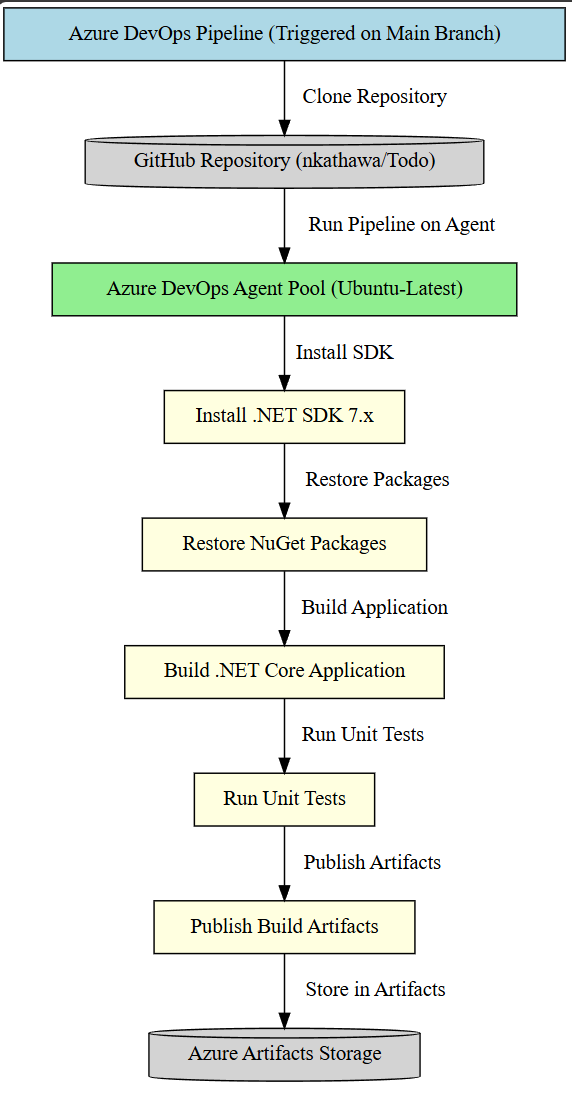 Azure DevOps Pipeline (Triggered on Main Branch)
Clone Repository
GitHub Repository (nkathawa/Todo)
Run Pipeline on Agent
Azure DevOps Agent Pool (Ubuntu-Latest)
Install SDK
Install .NET SDK 7.x
Restore Packages
Restore NuGet Packages
Build Application
Build .NET Core Application
Run Unit Tests
Run Unit Tests
Publish Artifacts
Publish Build Artifacts
Store in Artifacts
Azure Artifacts Storage